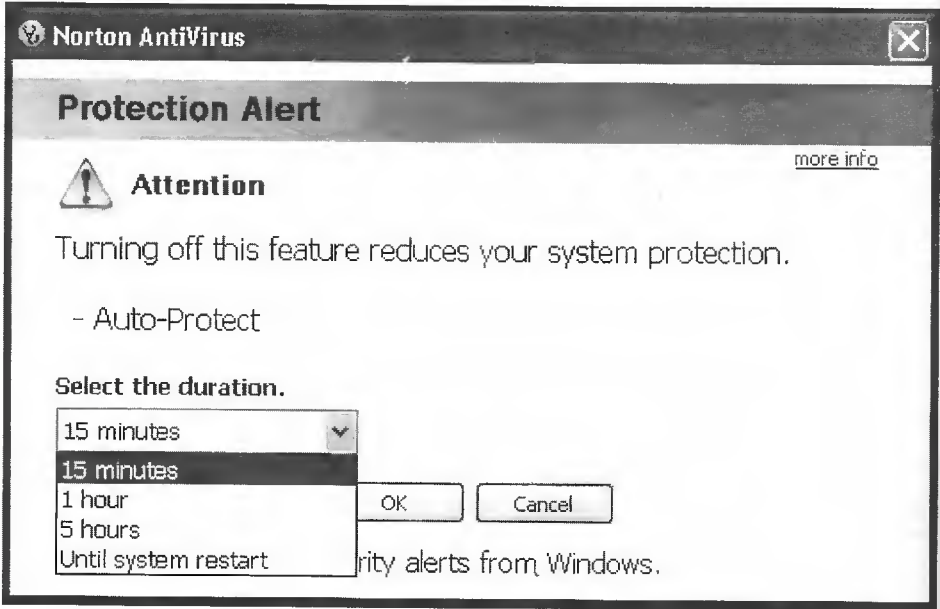 Norton AntiVirus
Protection Alert
more info
Attention
Turning off this feature reduces your system protection.
- Auto-Protect
Select the duration.
15 minutes
15 minutes
1 hour
5 hours
Until system restart
OK
Cancel
alerts from Windows.